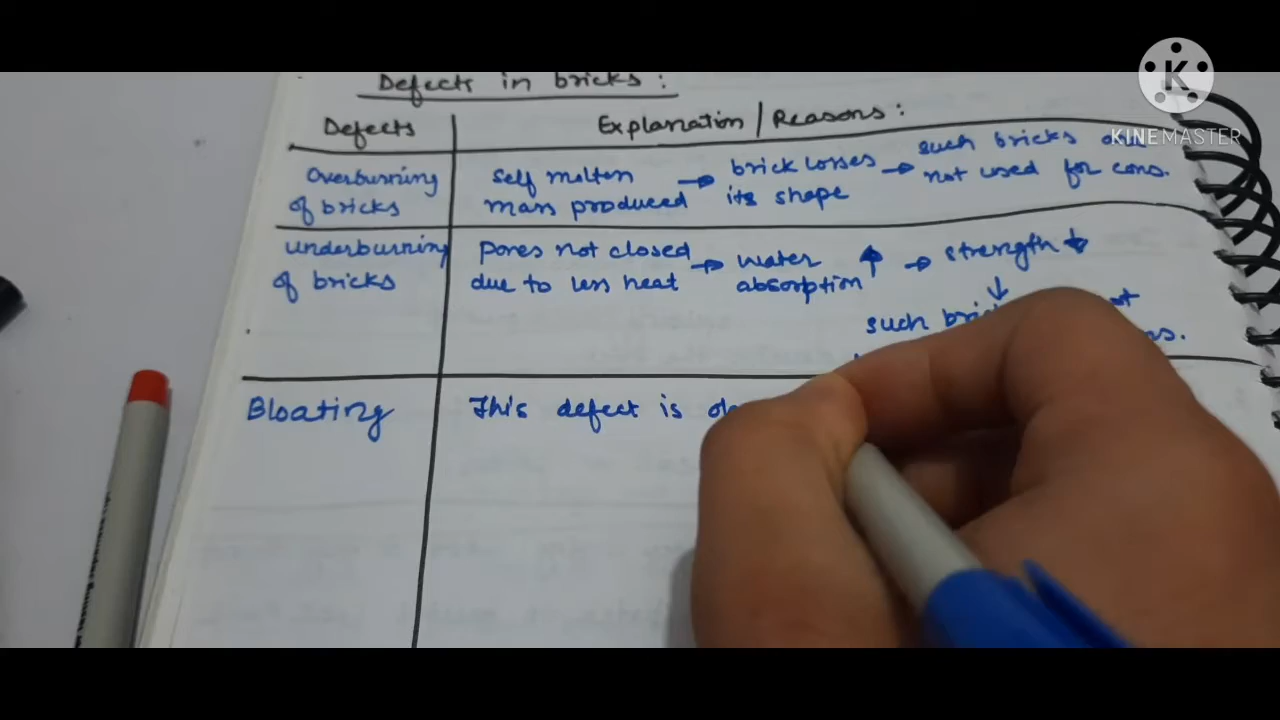 K
KINEMASTER
Defects in bricks :
Defects
Explanation / Reasons :
Overburning
of bricks
self molten
mass produced
brick losses
its shape
such bricks are
not used for cons.
Underburning
of bricks
Pores not closed
due to less heat
water
absorption
strength
such
Bloating
This defect is